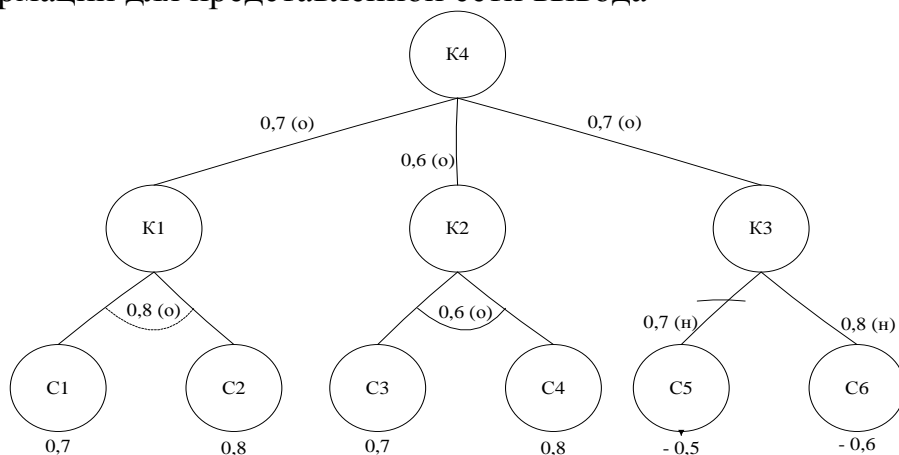 для представленной сети вывода
К4
0,7 (о)
0,7 (о)
0,6 (о)
К1
К2
К3
0,8 (о)
0,6 (о)
0,7 (н)
0,8 (н)
С1
С2
С3
С4
С5
С6
0,7
0,8
0,7
0,8
- 0,5
- 0,6